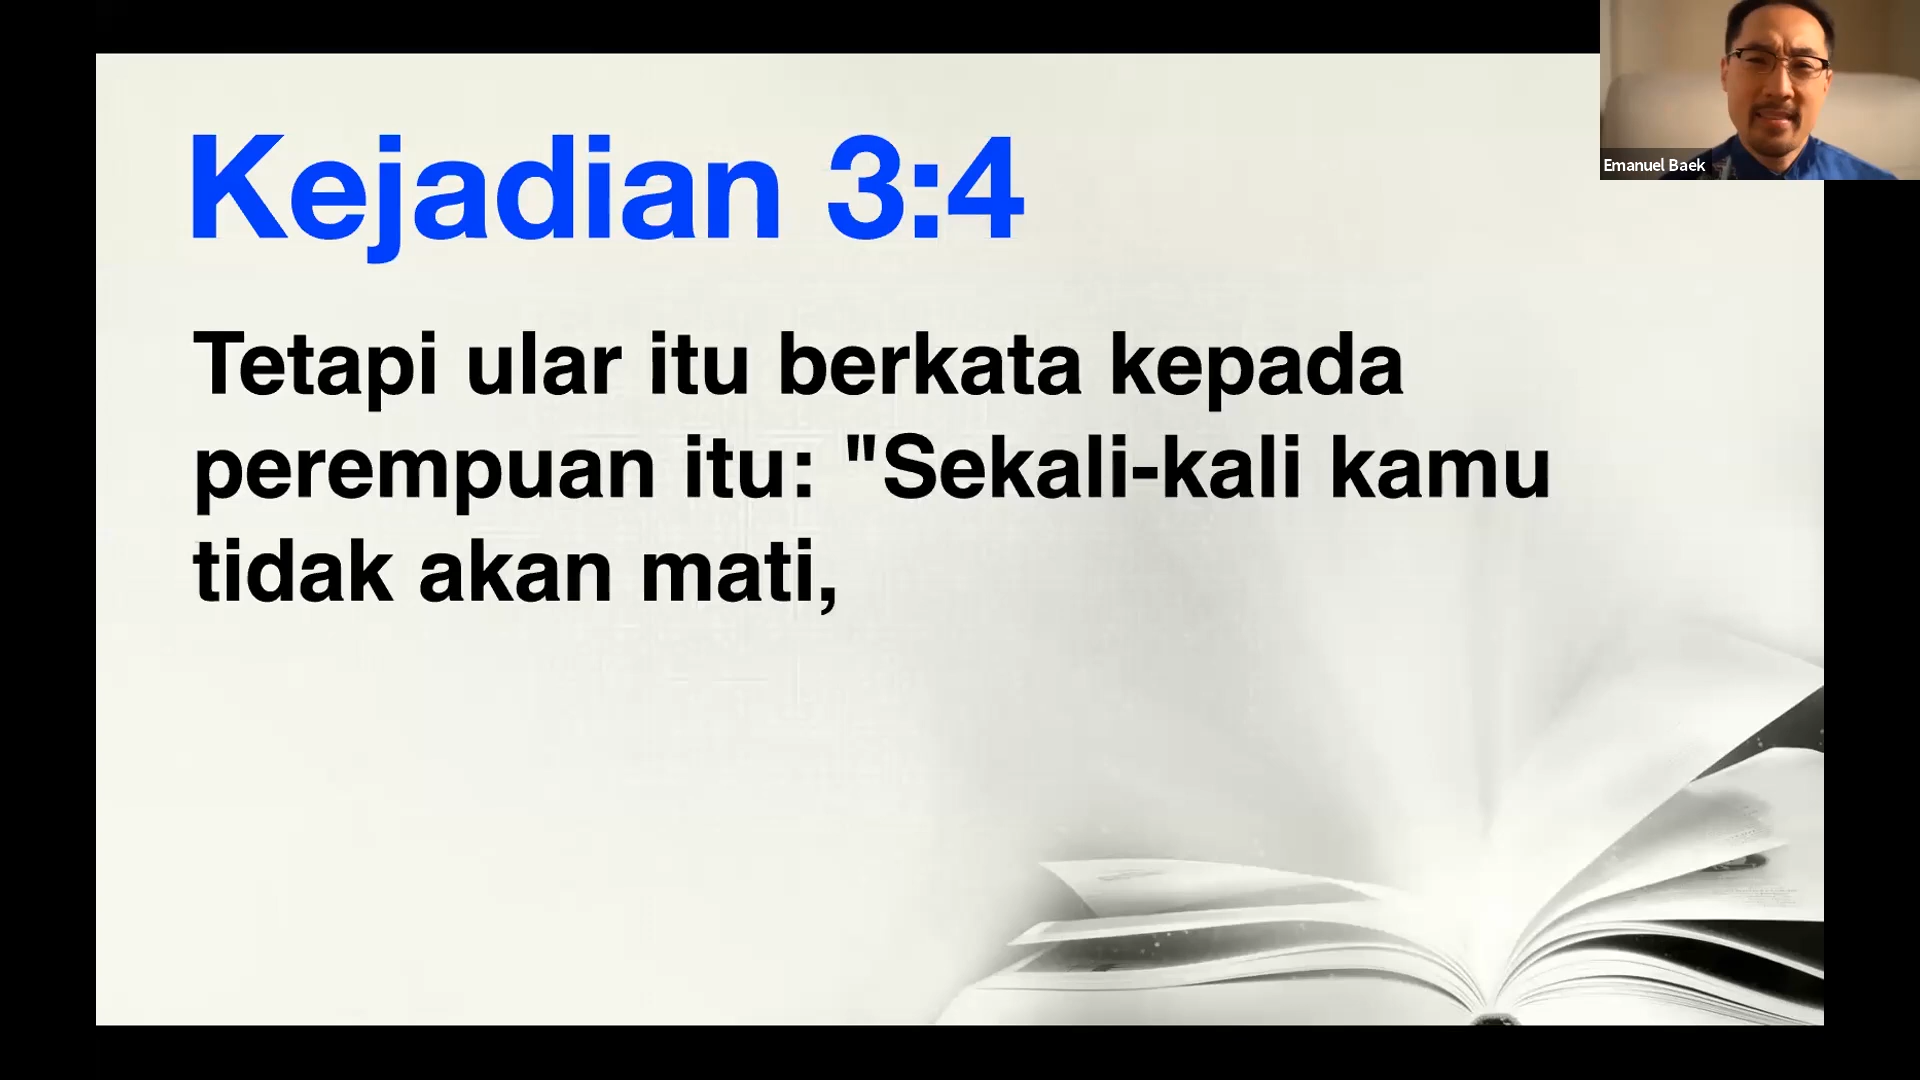 Kejadian 3:4
Tetapi ular itu berkata kepada
perempuan itu: "Sekali-kali kamu
tidak akan mati,
Emanuel Baek